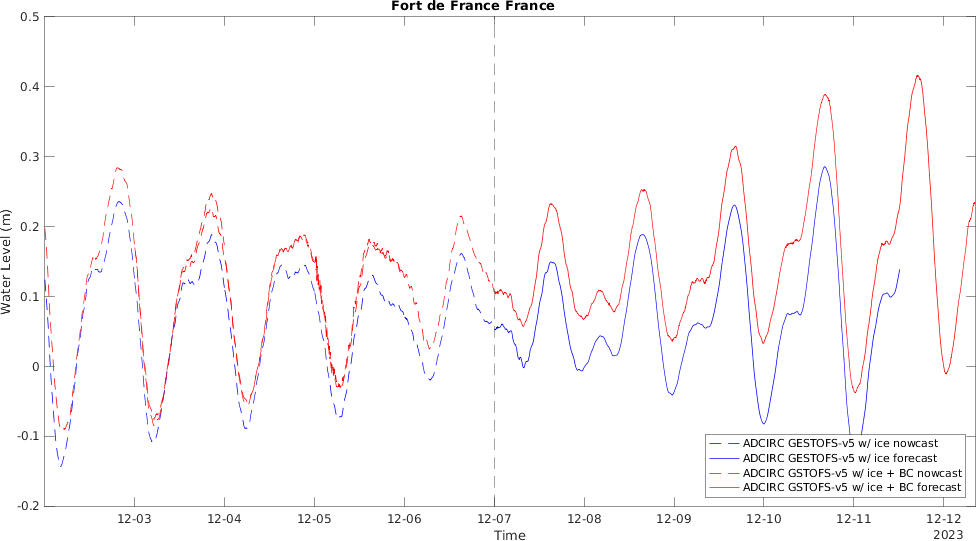 Fort de France France
0.5
0.4
0.3
0.2
0.1
0
-0.1
-0.2
Water Level (m)
ADCIRC GESTOFS-v5 w/ ice nowcast
ADCIRC GESTOFS-v5 w/ ice forecast
ADCIRC GSTOFS-v5 w/ ice + BC nowcast
ADCIRC GSTOFS-v5 w/ ice + BC forecast
12-03 12-04 12-05 12-06 12-07 12-08 12-09 12-10 12-11 12-12
Time 2023